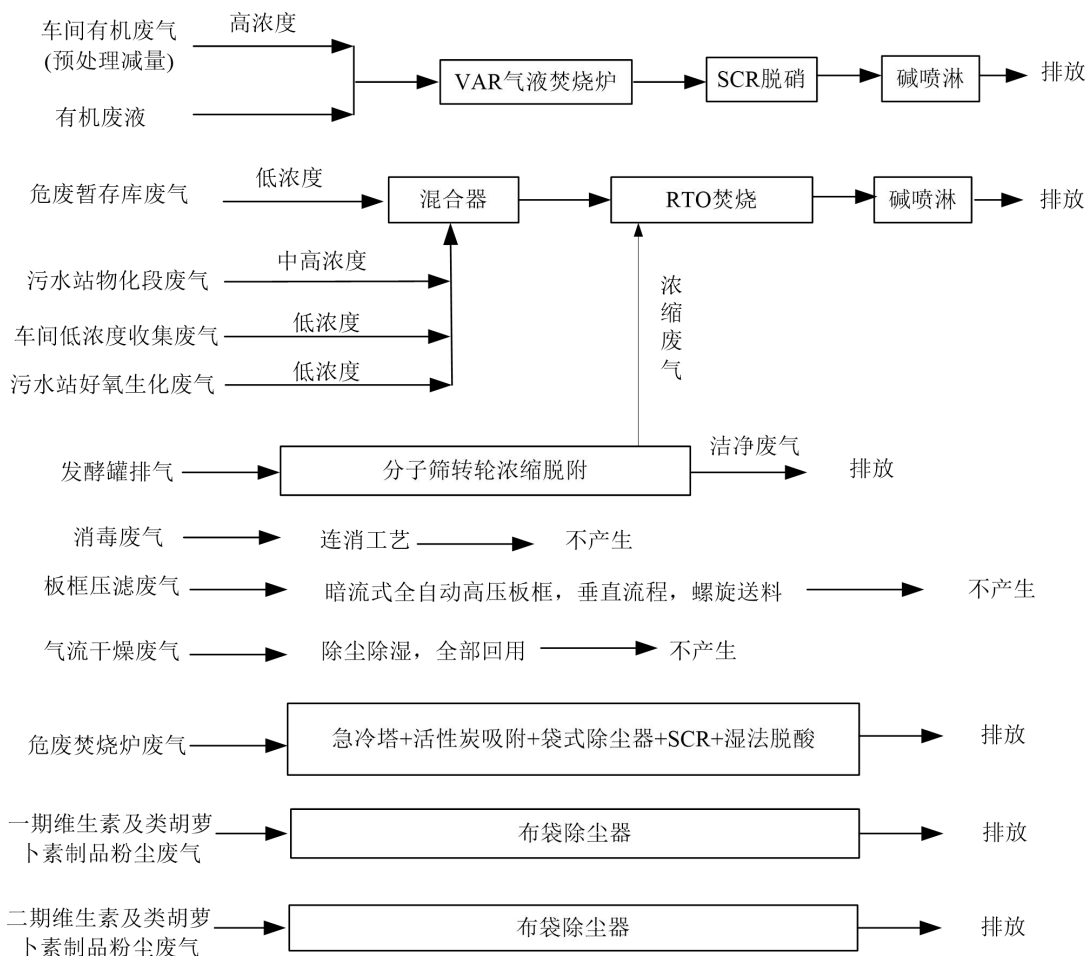 车间有机废气
(预处理减量)
高浓度
有机废液
VAR气液焚烧炉
SCR脱硝
碱喷淋
排放
危废暂存库废气
低浓度
混合器
RTO焚烧
碱喷淋
排放
污水站物化段废气
中高浓度
车间低浓度收集废气
低浓度
污水站好氧生化废气
低浓度
浓
缩
废
气
发酵罐排气
分子筛转轮浓缩脱附
洁净废气
排放
消毒废气
连消工艺
不产生
板框压滤废气
暗流式全自动高压板框，垂直流程，螺旋送料
不产生
气流干燥废气
除尘除湿，全部回用
不产生
危废焚烧炉废气
急冷塔+活性炭吸附+袋式除尘器+SCR+湿法脱酸
排放
一期维生素及类胡萝
卜素制品粉尘废气
布袋除尘器
排放
二期维生素及类胡萝
卜素制品粉尘废气
布袋除尘器
排放